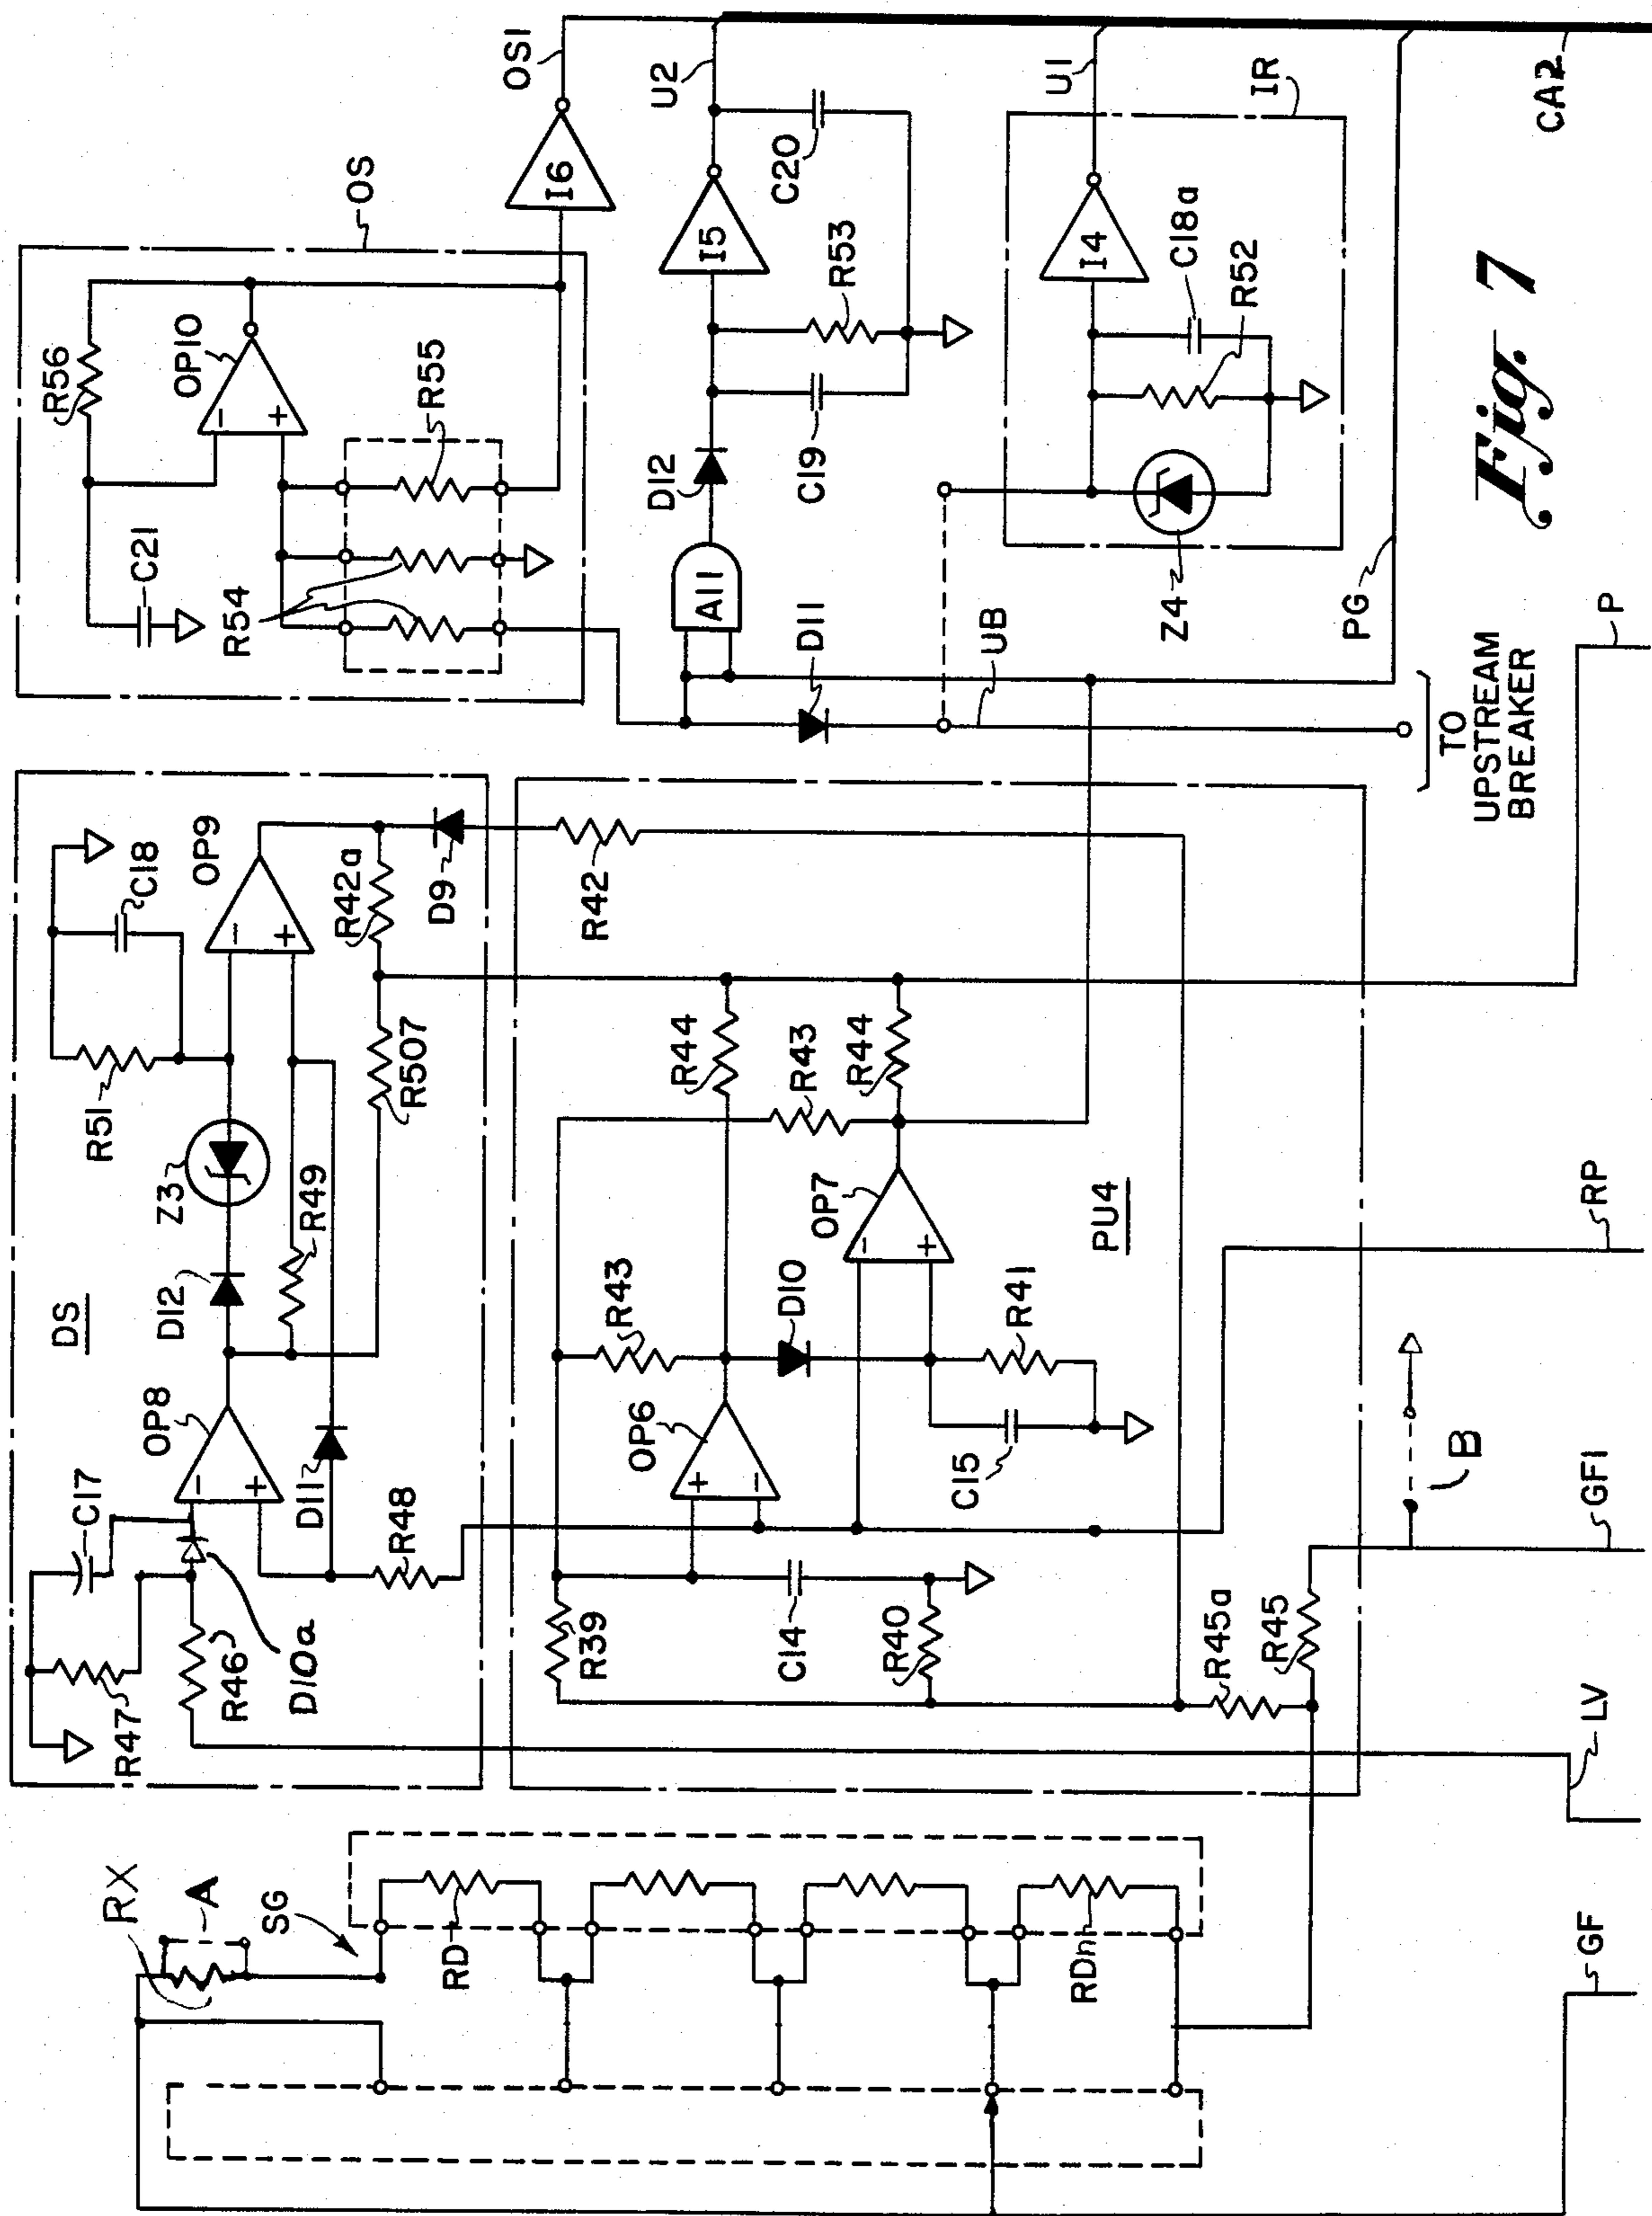 RX
A
SG
RD
RDn
GF
R47
C17
R46
D10a
LV
DS
OP8
D11
R48
D12
Z3
R49
R51
R507
C18
OP9
R42a
D9
R42
R39
C14
R40
R45a
R45
B
GF1
OP6
R43
D10
C15
R41
R44
R43
R44
OP7
PU4
RP
P
OS
R56
OP10
C21
R54
R55
I6
OS1
D12
A11
D11
UB
C19
I5
R53
C20
U2
TO
UPSTREAM
BREAKER
PG
Z4
I4
C18a
R52
U1
IR
CA2
Fig. 7
-
+
-
+
+
-
-
+
-
+